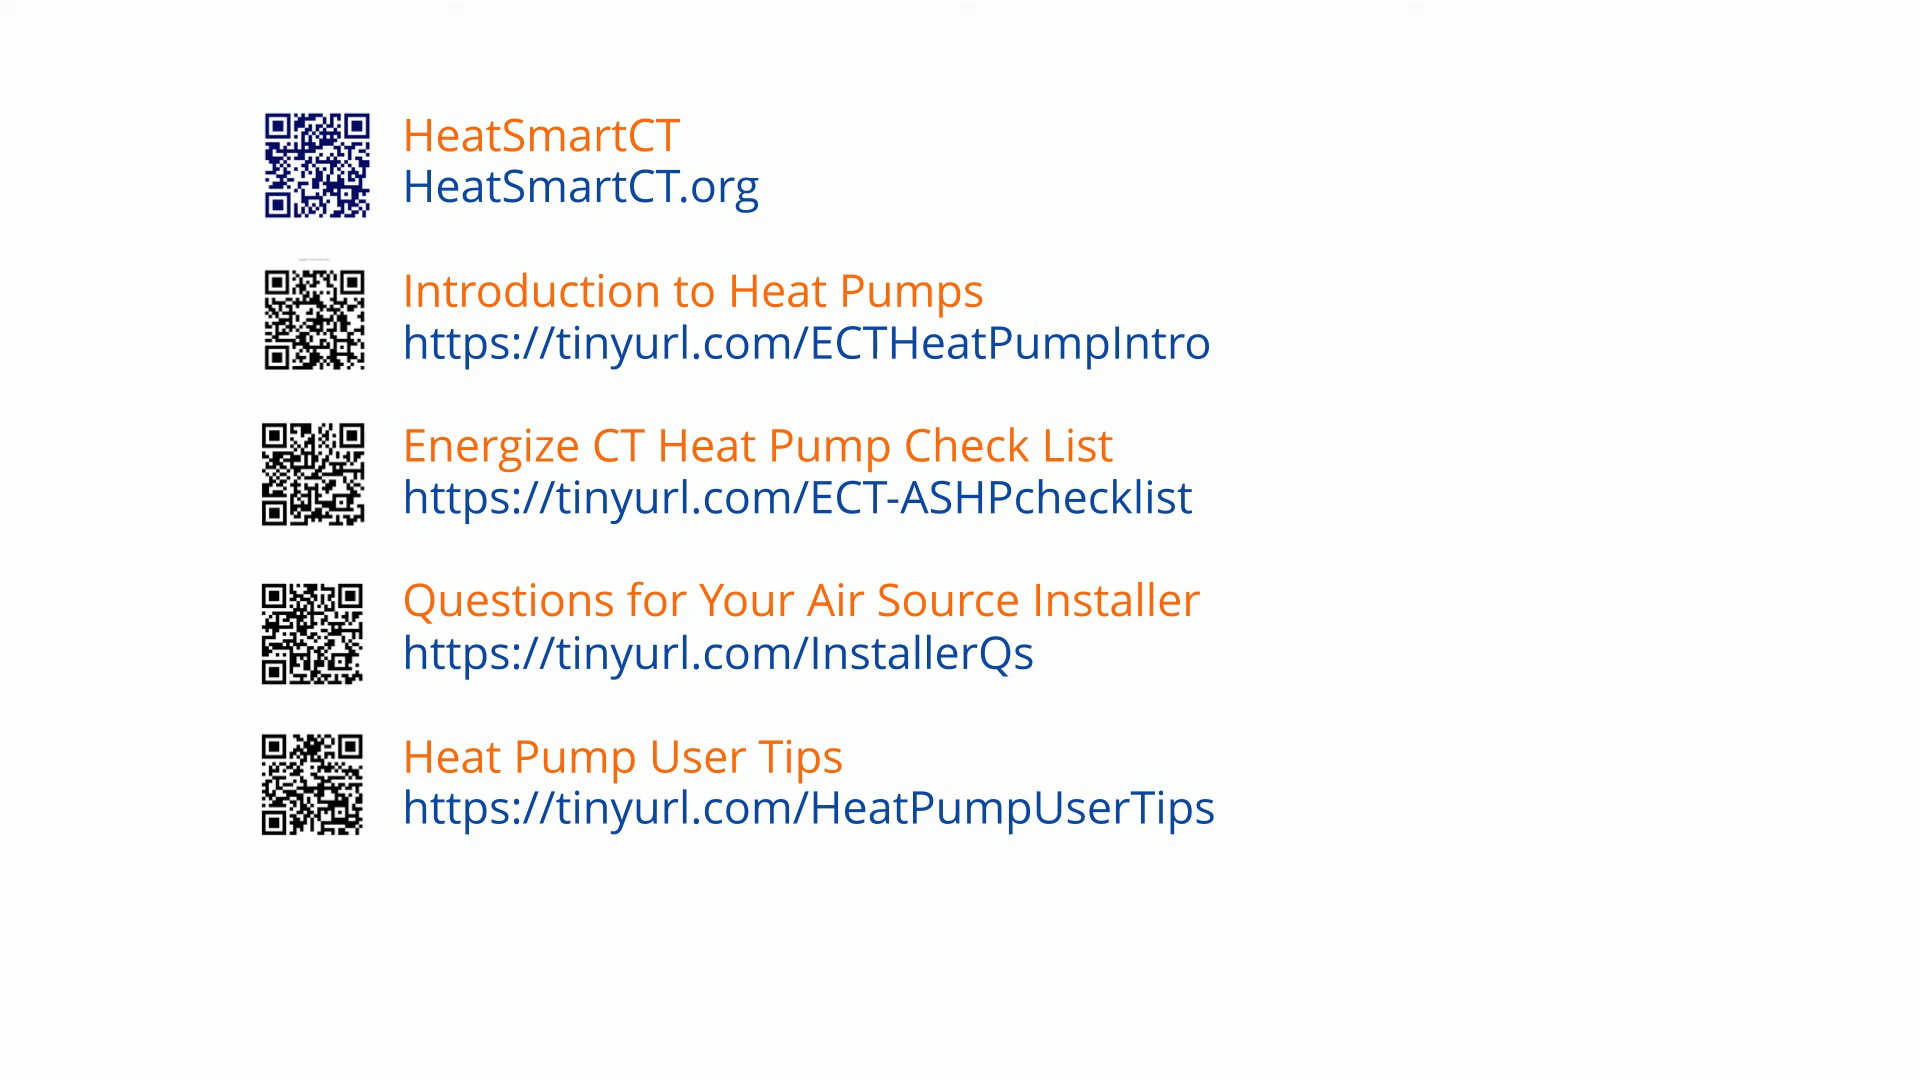 HeatSmartCT
HeatSmartCT.org
Introduction to Heat Pumps
https://tinyurl.com/ECTHeatPumpIntro
Energize CT Heat Pump Check List
https://tinyurl.com/ECT-ASHPchecklist
Questions for Your Air Source Installer
https://tinyurl.com/InstallerQs
Heat Pump User Tips
https://tinyurl.com/HeatPumpUserTips